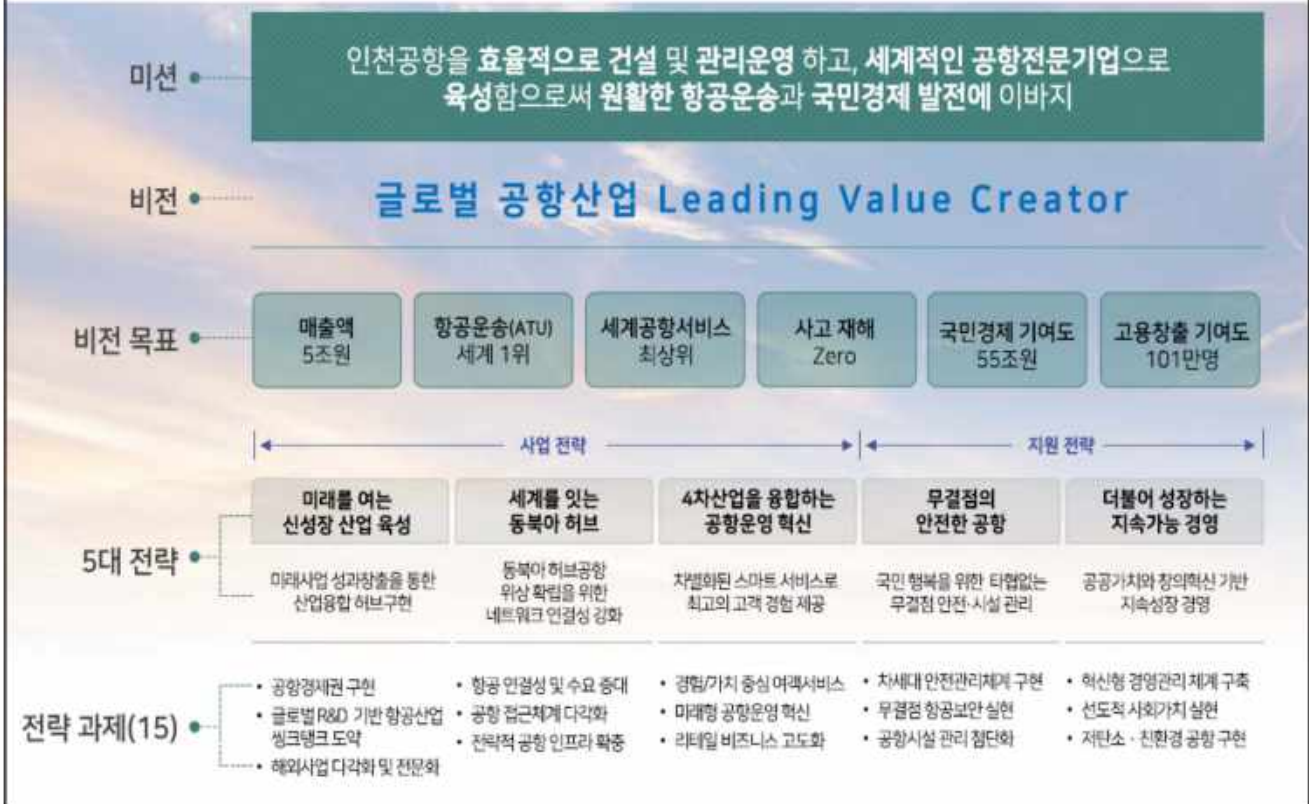 미션
인천공항을 효율적으로 건설 및 관리운영 하고, 세계적인 공항전문기업으로
육성함으로써 원활한 항공운송과 국민경제 발전에 이바지
비전
글로벌 공항산업 Leading Value Creator
비전 목표
매출액
5조원
항공운송(ATU)
세계 1위
세계공항서비스
최상위
사고 재해
Zero
국민경제 기여도
55조원
고용창출 기여도
101만명
사업 전략
지원 전략
5대 전략
미래를 여는
신성장 산업 육성
미래사업 성과창출을 통한
산업융합 허브구현
세계를 잇는
동북아 허브
동북아 허브공항
위상 확립을 위한
네트워크 연결성 강화
4차산업을 융합하는
공항운영 혁신
차별화된 스마트 서비스로
최고의 고객 경험 제공
무결점의
안전한 공항
국민 행복을 위한 타협없는
무결점 안전·시설 관리
더불어 성장하는
지속가능 경영
공공가치와 창의혁신 기반
지속성장 경영
전략 과제(15)
• 공항경제권 구현
• 글로벌 R&D 기반 항공산업
씽크탱크 도약
• 해외사업 다각화 및 전문화
• 항공 연결성 및 수요 증대
• 공항 접근체계 다각화
• 전략적 공항 인프라 확충
• 경험/가치 중심 여객서비스
• 미래형 공항운영 혁신
• 리테일 비즈니스 고도화
• 차세대 안전관리체계 구현
• 무결점 항공보안 실현
• 공항시설 관리 첨단화
• 혁신형 경영관리 체계 구축
• 선도적 사회가치 실현
• 저탄소 · 친환경 공항 구현